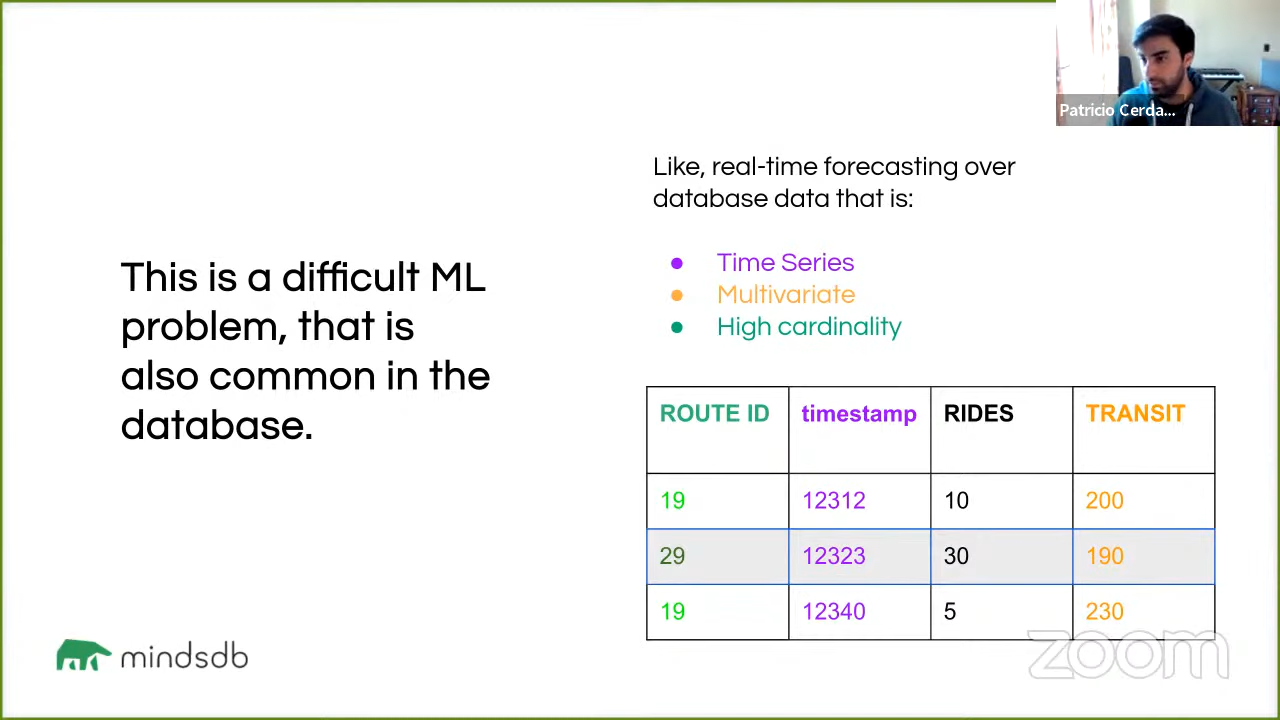 Patricio Cerda...
Like, real-time forecasting over
database data that is:
● Time Series
● Multivariate
● High cardinality
This is a difficult ML
problem, that is
also common in the
database.
ROUTE ID timestamp RIDES TRANSIT
19 12312 10 200
29 12323 30 190
19 12340 5 230
mindsdb
zoom